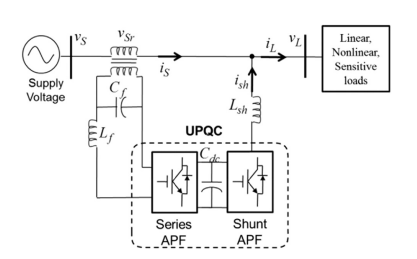 v_S
v_Sr
i_S
i_L
v_L
Linear,
Nonlinear,
Sensitive
loads
Supply
Voltage
C_f
i_sh
L_f
L_sh
UPQC
C_dc
Series
APF
Shunt
APF